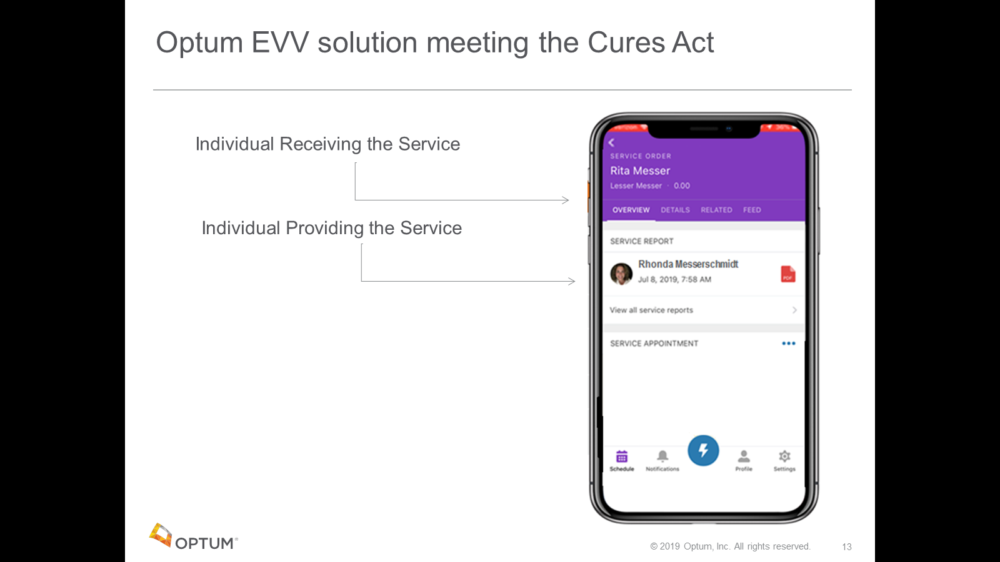 Optum EVV solution meeting the Cures Act
Individual Receiving the Service
Individual Providing the Service
verizon 36%
SERVICE ORDER
Rita Messer
Lesser Messer · 0.00
OVERVIEW DETAILS RELATED FEED
SERVICE REPORT
Rhonda Messerschmidt
Jul 8, 2019, 7:58 AM
PDF
View all service reports
SERVICE APPOINTMENT
Schedule Notifications Profile Settings
OPTUM®
© 2019 Optum, Inc. All rights reserved. 13